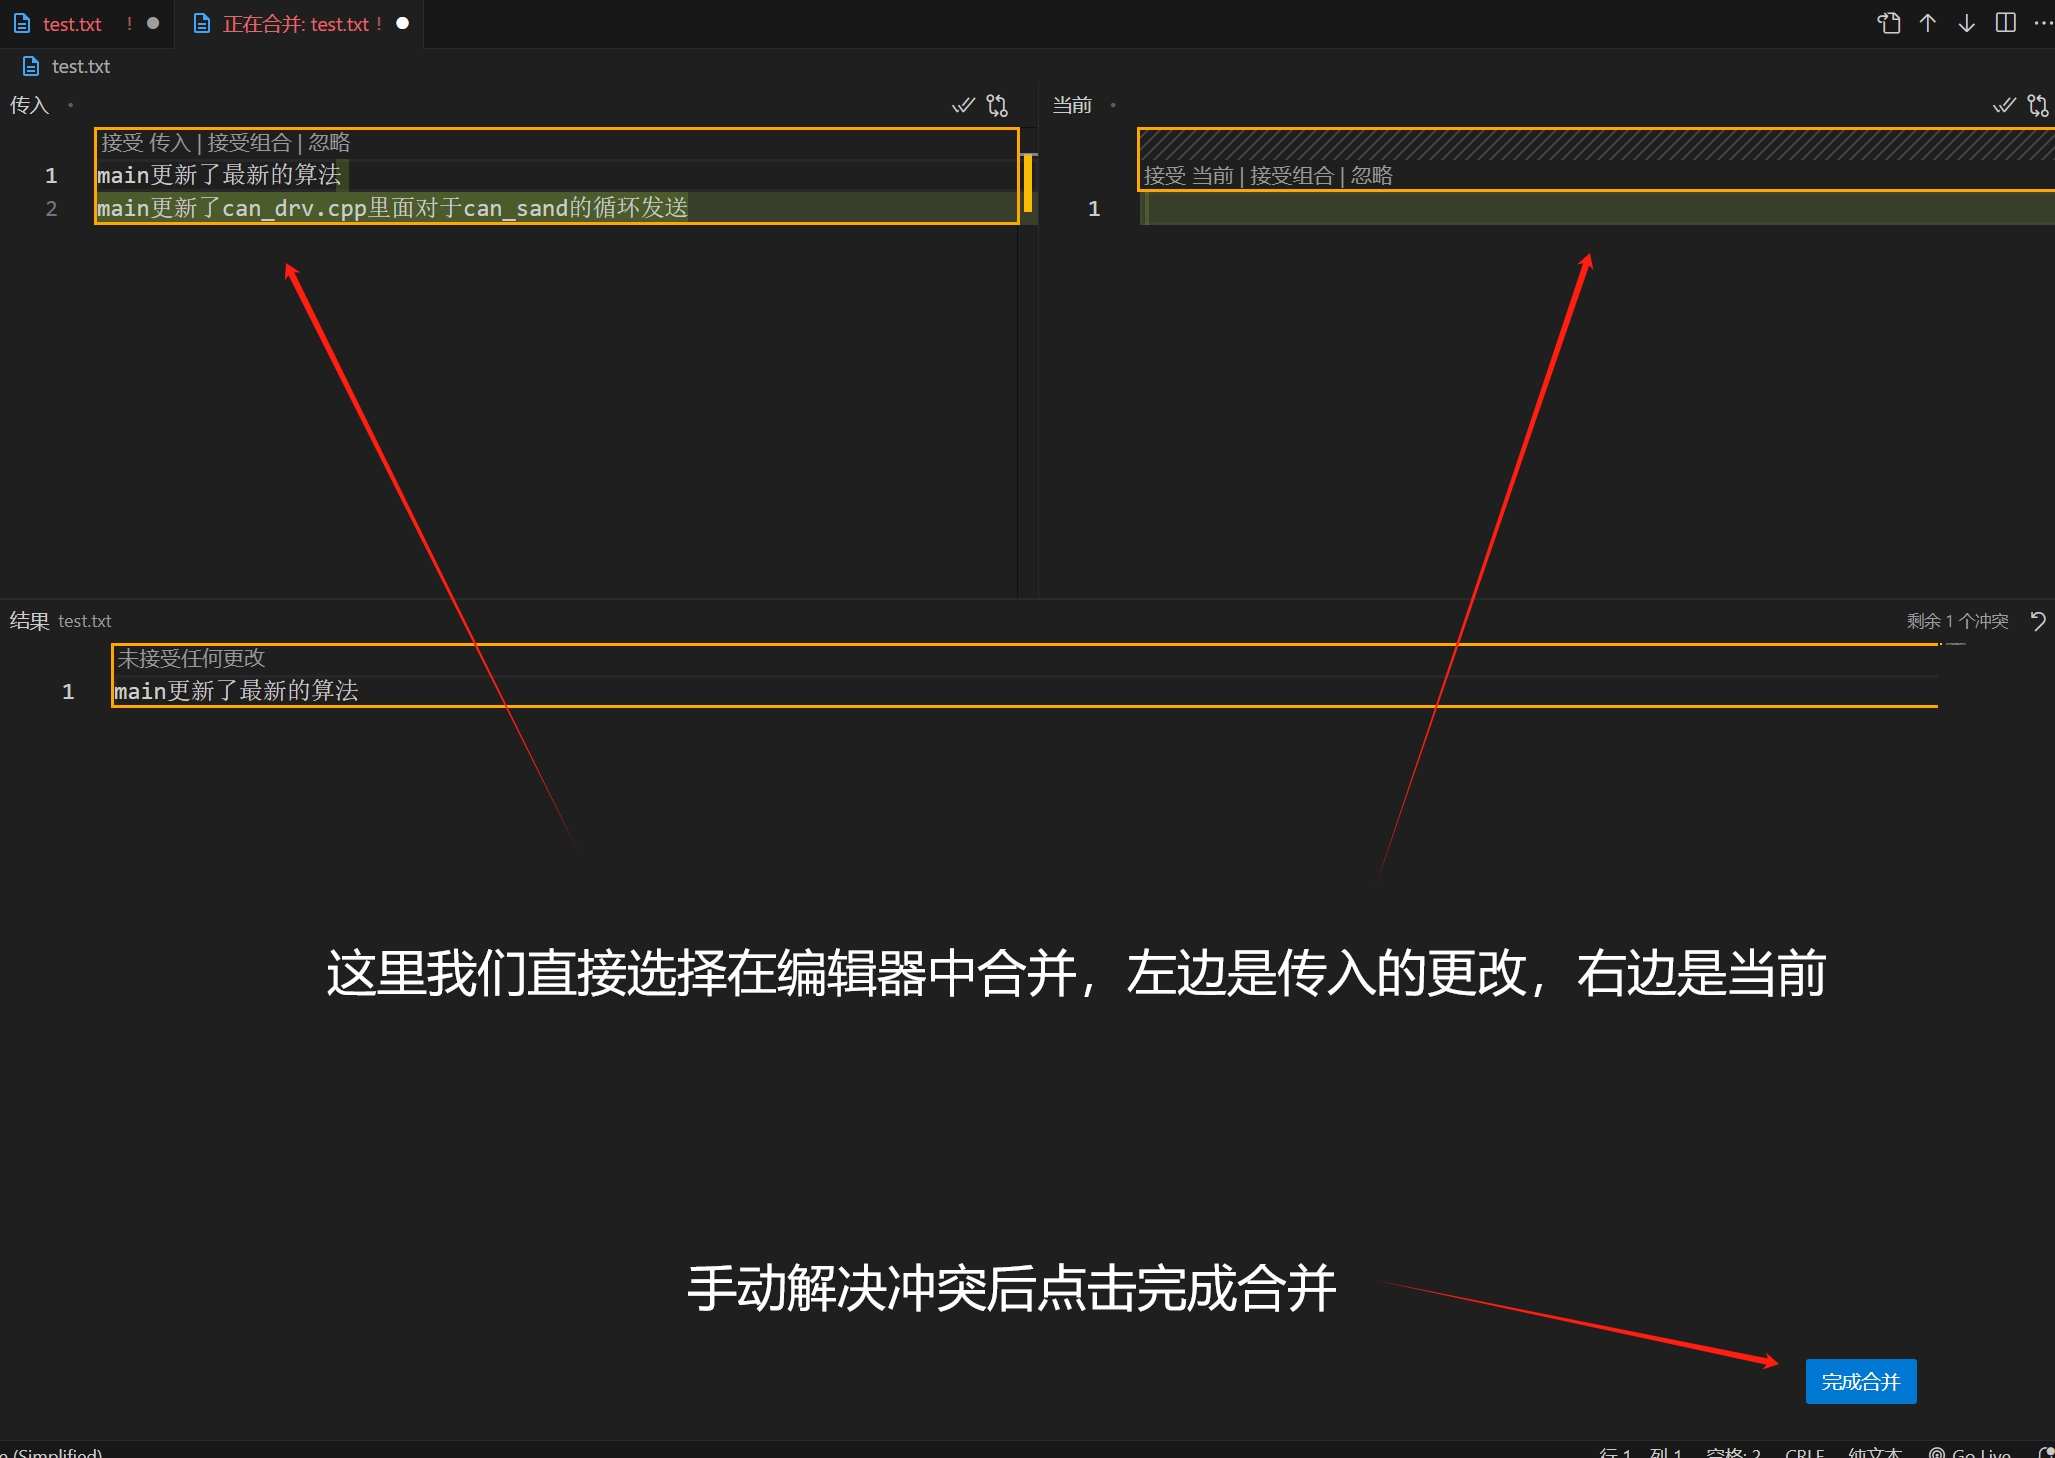 test.txt !
正在合并: test.txt !
test.txt
传入
接受 传入 | 接受组合 | 忽略
1 main更新了最新的算法
2 main更新了can_drv.cpp里面对于can_sand的循环发送
当前
接受 当前 | 接受组合 | 忽略
1
结果 test.txt
剩余 1 个冲突
未接受任何更改
1 main更新了最新的算法
这里我们直接选择在编辑器中合并，左边是传入的更改，右边是当前
手动解决冲突后点击完成合并
完成合并
e (Simplified)
行 1，列 1 空格: 2 CRLF 纯文本 Go Live